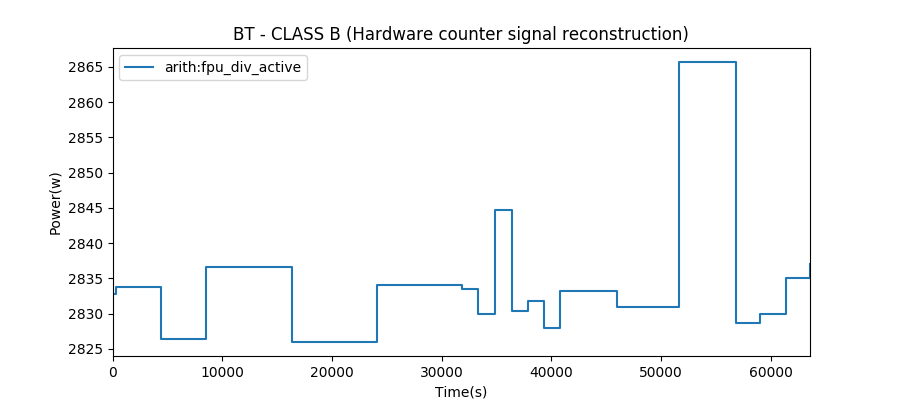 BT - CLASS B (Hardware counter signal reconstruction)
arith:fpu_div_active
Power(w)
2865
2860
2855
2850
2845
2840
2835
2830
2825
0 10000 20000 30000 40000 50000 60000
Time(s)